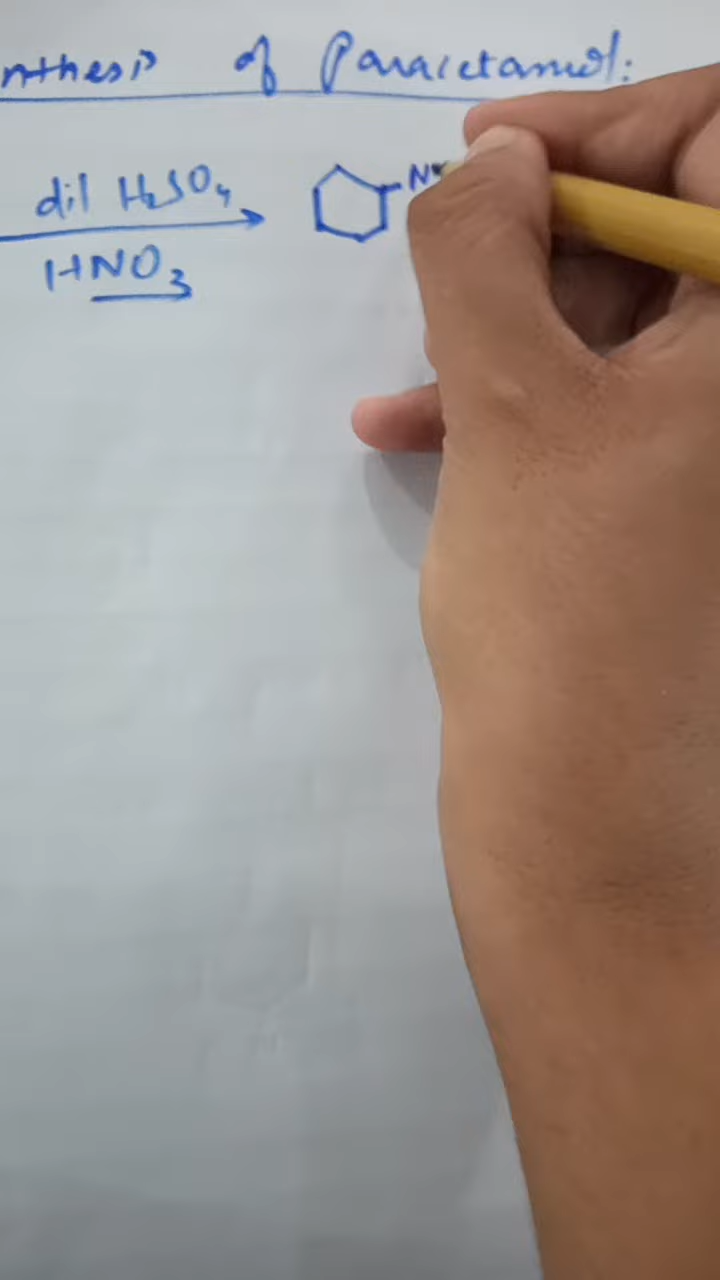 nthesis of Paracetamol:
dil H₂SO₄
HNO₃
N